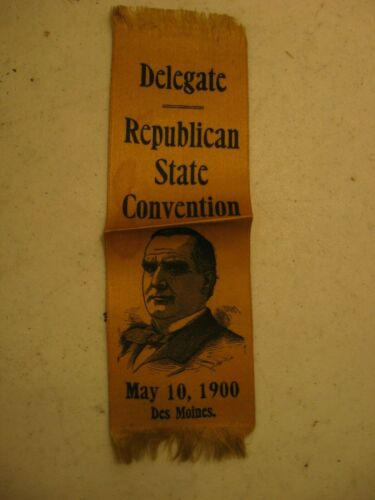 Delegate
Republican
State
Convention
May 10, 1900
Des Moines.